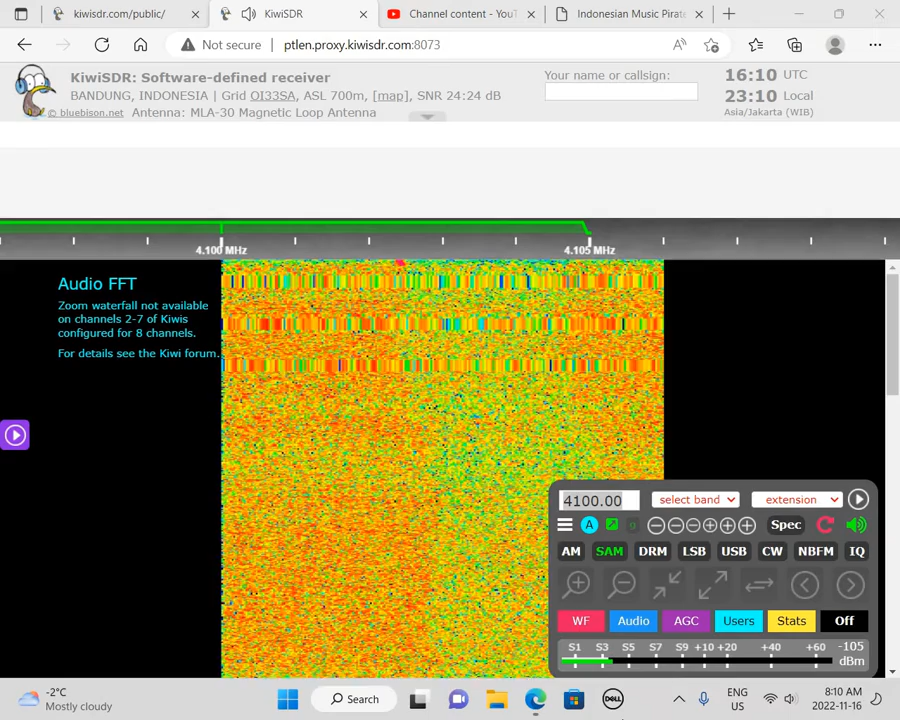 kiwisdr.com/public/
KiwiSDR
Channel content - YouT
Indonesian Music Pirate
Not secure
ptlen.proxy.kiwisdr.com:8073
KiwiSDR: Software-defined receiver
BANDUNG, INDONESIA | Grid OI33SA, ASL 700m, [map], SNR 24:24 dB
© bluebison.net
Antenna: MLA-30 Magnetic Loop Antenna
Your name or callsign:
16:10 UTC
23:10 Local
Asia/Jakarta (WIB)
4.100 MHz
4.105 MHz
Audio FFT
Zoom waterfall not available
on channels 2-7 of Kiwis
configured for 8 channels.
For details see the Kiwi forum.
4100.00
select band
extension
A
Spec
AM
SAM
DRM
LSB
USB
CW
NBFM
IQ
WF
Audio
AGC
Users
Stats
Off
S1 S3 S5 S7 S9 +10 +20 +40 +60
-105
dBm
-2°C
Mostly cloudy
Search
DELL
ENG
US
8:10 AM
2022-11-16